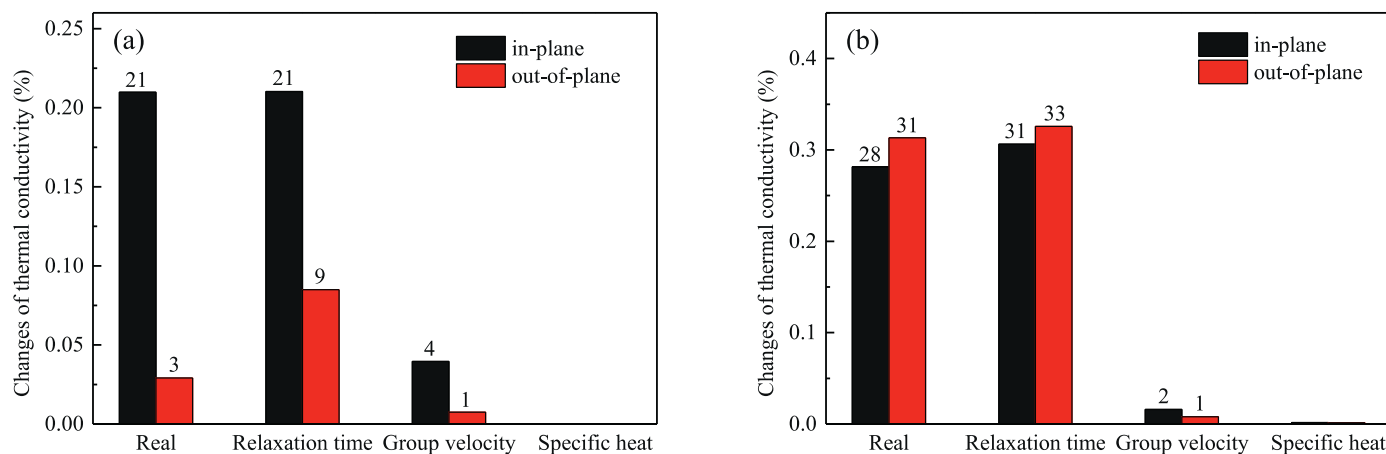 (a)
in-plane
out-of-plane
Changes of thermal conductivity (%)
0.25
0.20
0.15
0.10
0.05
0.00
21
3
21
9
4
1
Real
Relaxation time
Group velocity
Specific heat
(b)
in-plane
out-of-plane
Changes of thermal conductivity (%)
0.4
0.3
0.2
0.1
0.0
28
31
31
33
2
1
Real
Relaxation time
Group velocity
Specific heat